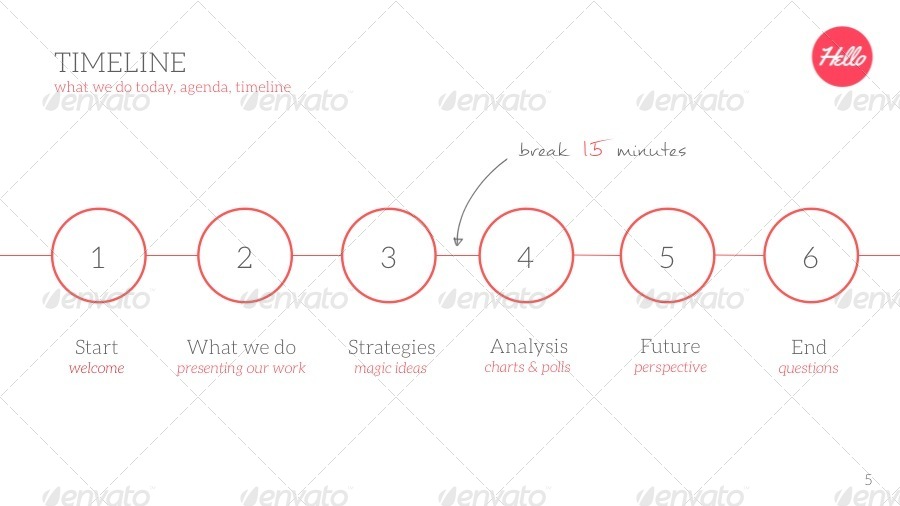 TIMELINE
what we do today, agenda, timeline
Hello
envato envato envato envato envato
break 15 minutes
1 2 3 4 5 6
envato envato envato envato envato
Start What we do Strategies Analysis Future End
welcome presenting our work magic ideas charts & polls perspective questions
5
envato envato envato envato envato